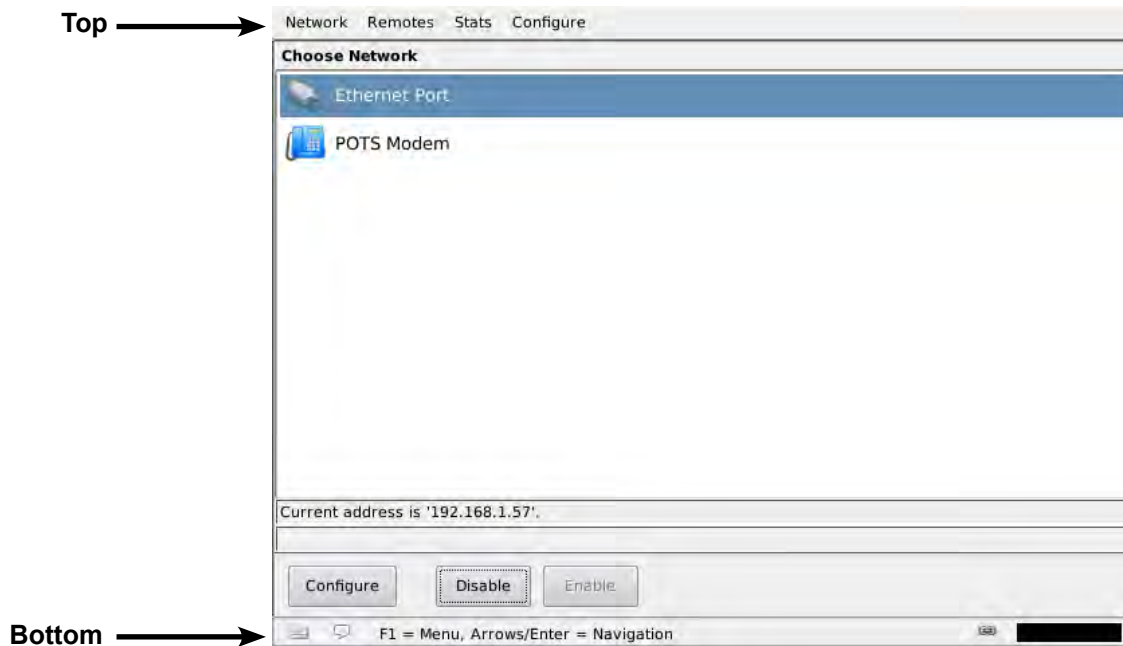 Top
Network Remotes Stats Configure
Choose Network
Ethernet Port
POTS Modem
Current address is '192.168.1.57'.
Configure Disable Enable
Bottom
F1 = Menu, Arrows/Enter = Navigation